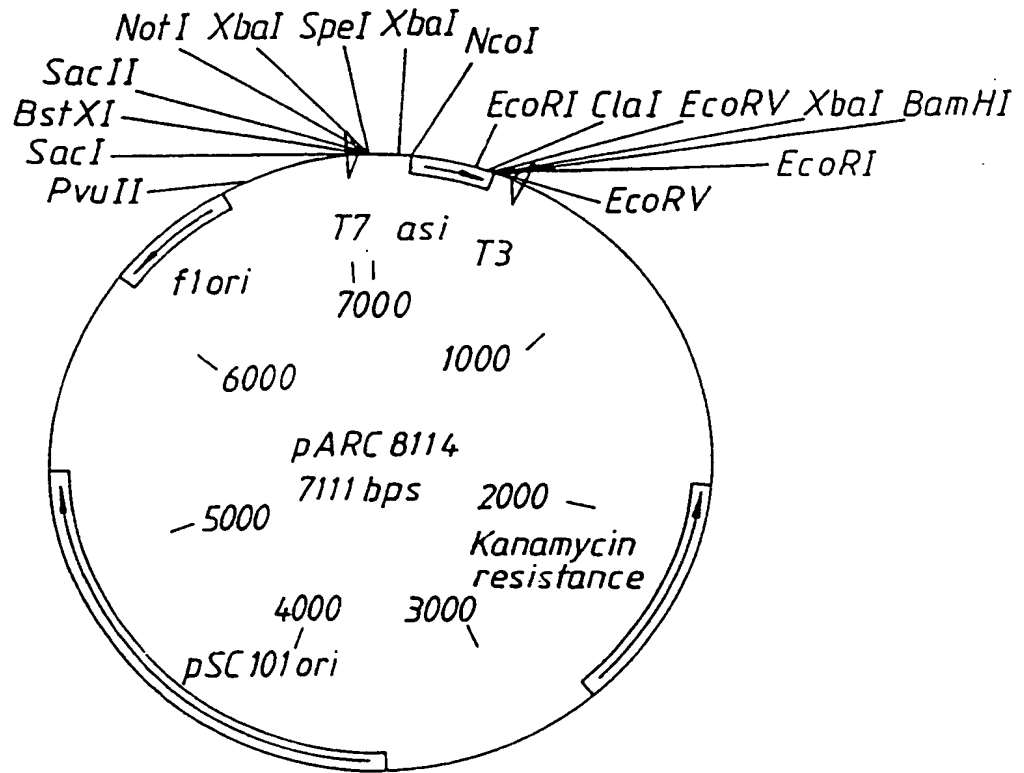 NotI XbaI SpeI XbaI NcoI
SacII
BstXI
SacI
PvuII
EcoRI ClaI EcoRV XbaI BamHI
EcoRI
EcoRV
T7 asi T3
f1ori
7000
1000
6000
pARC 8114
7111 bps
2000
5000
Kanamycin
resistance
4000
3000
pSC101ori